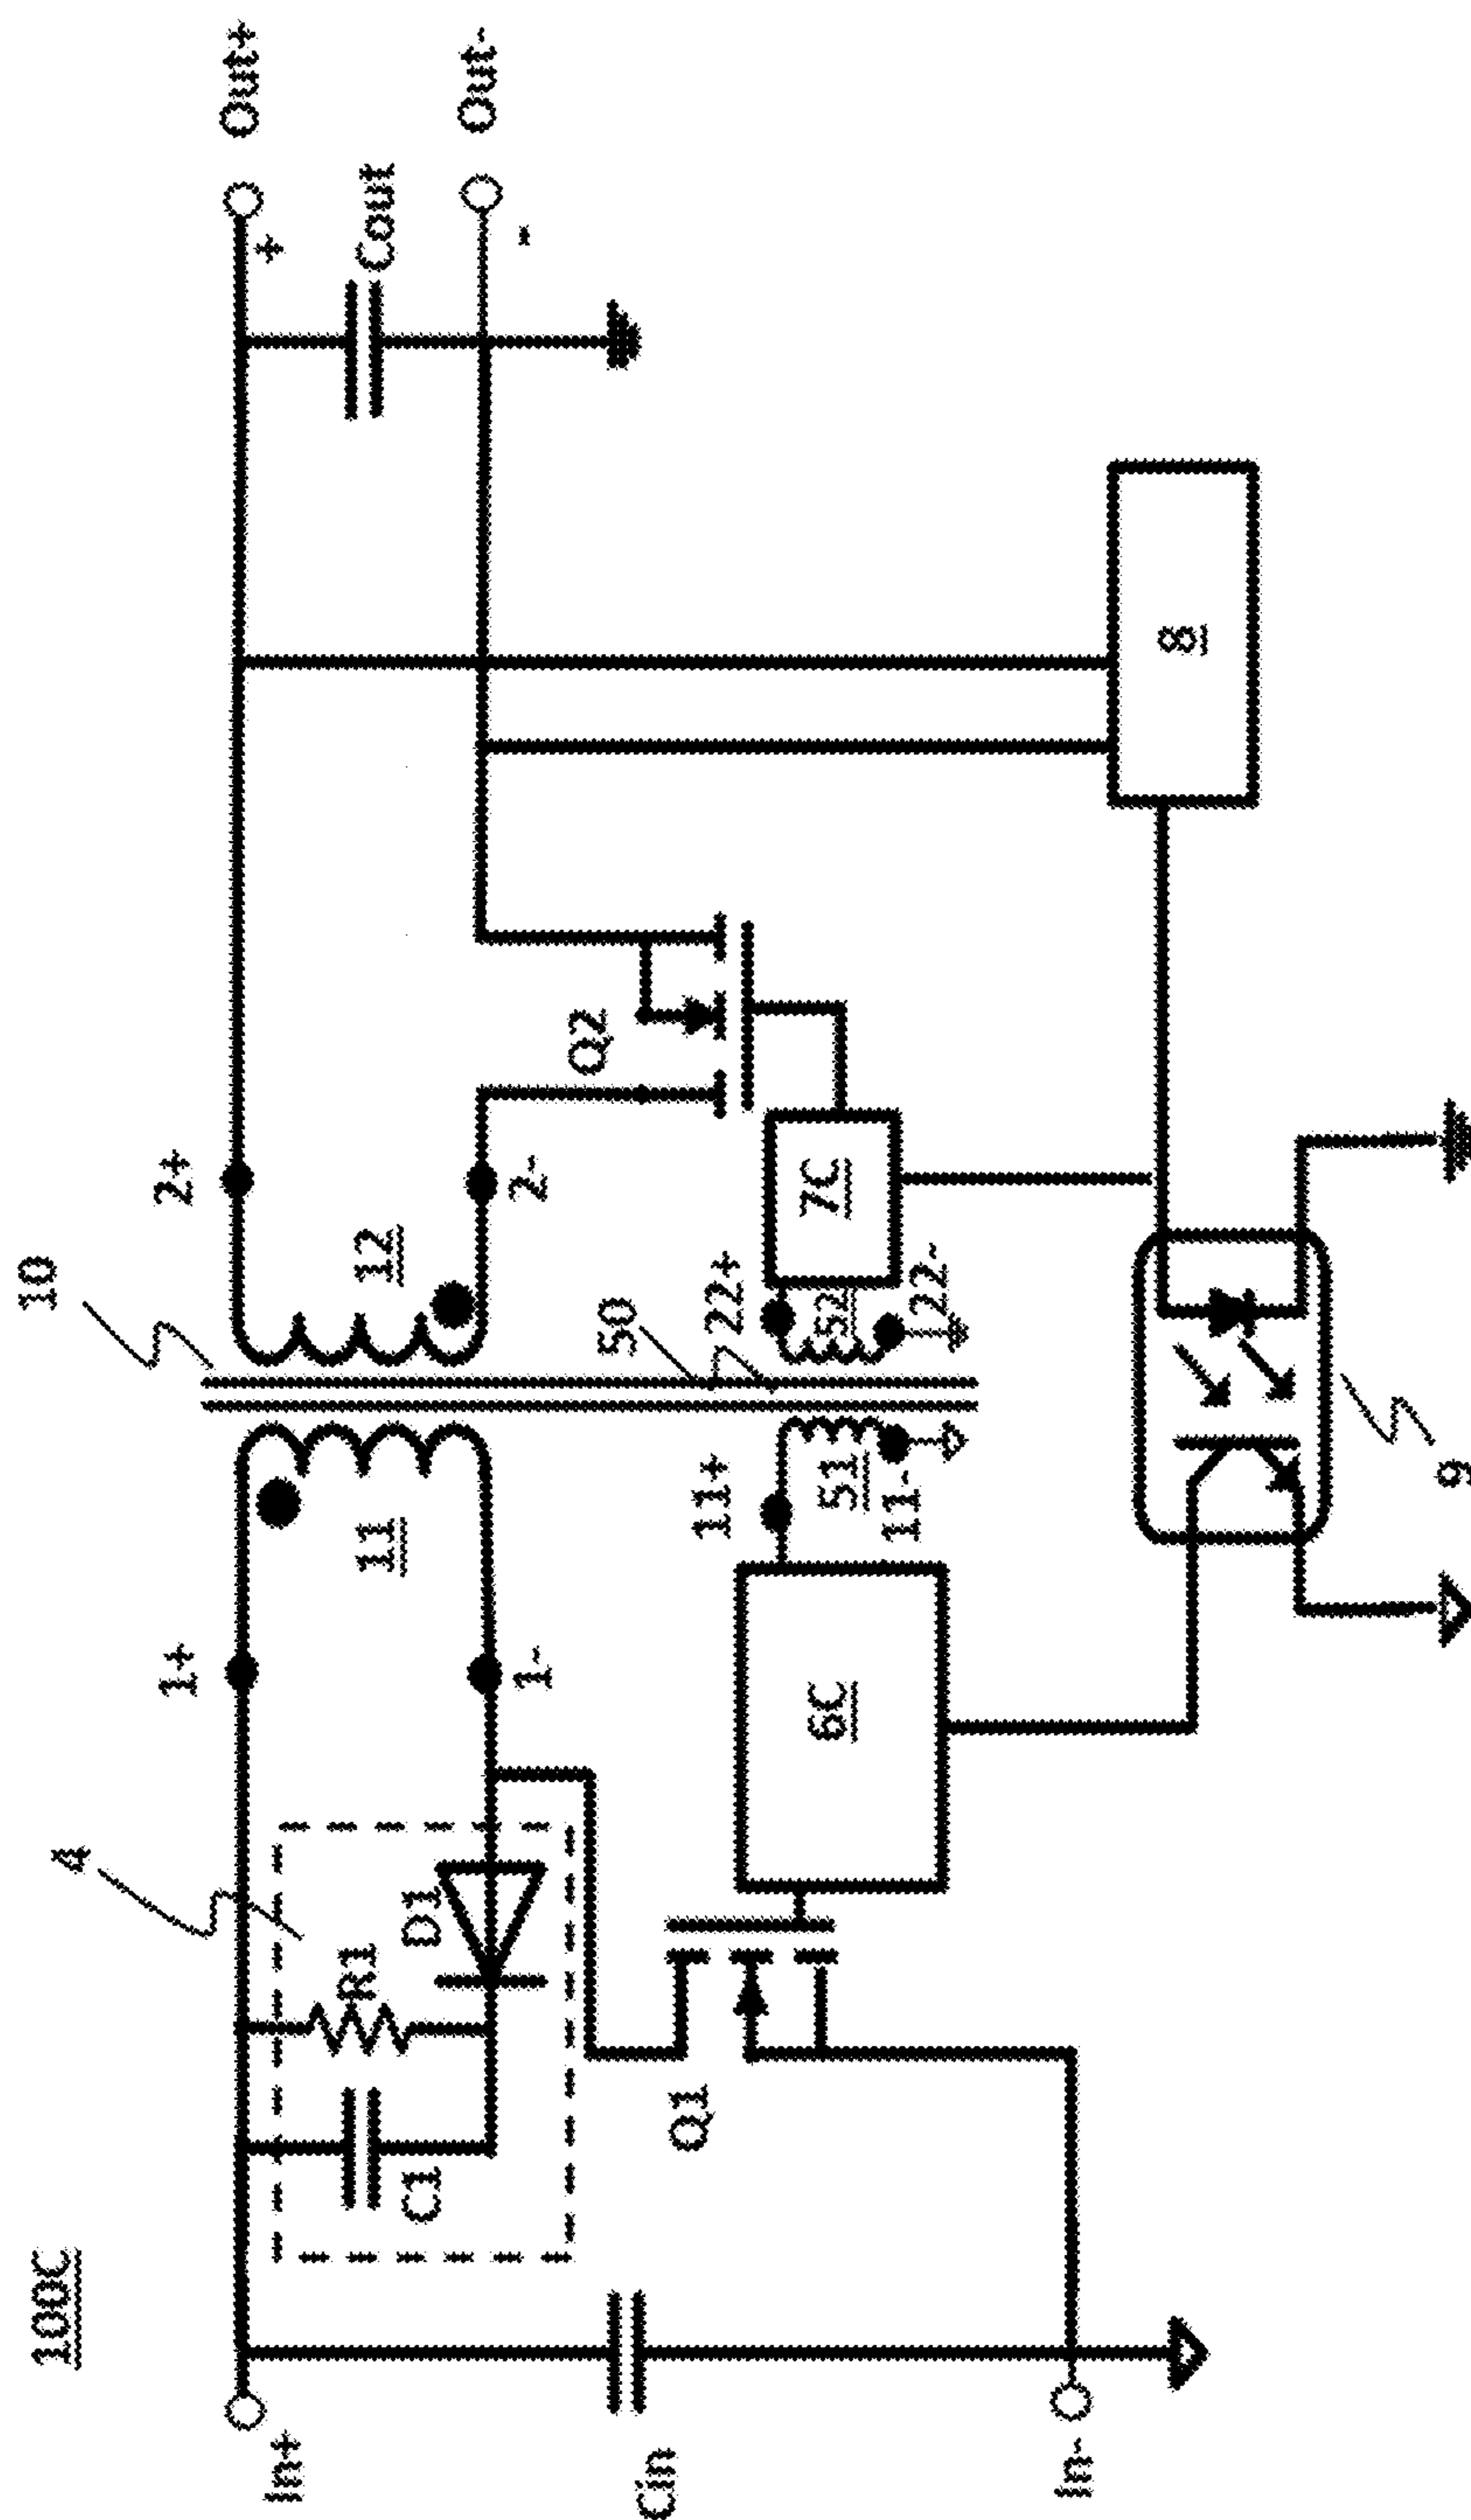 100C
4
10
1+
2+
Out+
+
In+
C1
R1
D1
11
12
Cout
1-
2-
Out-
-
Cin
Q1
Q2
50
11+
22+
6C
51
52
7C
11-
22-
8
In-
9